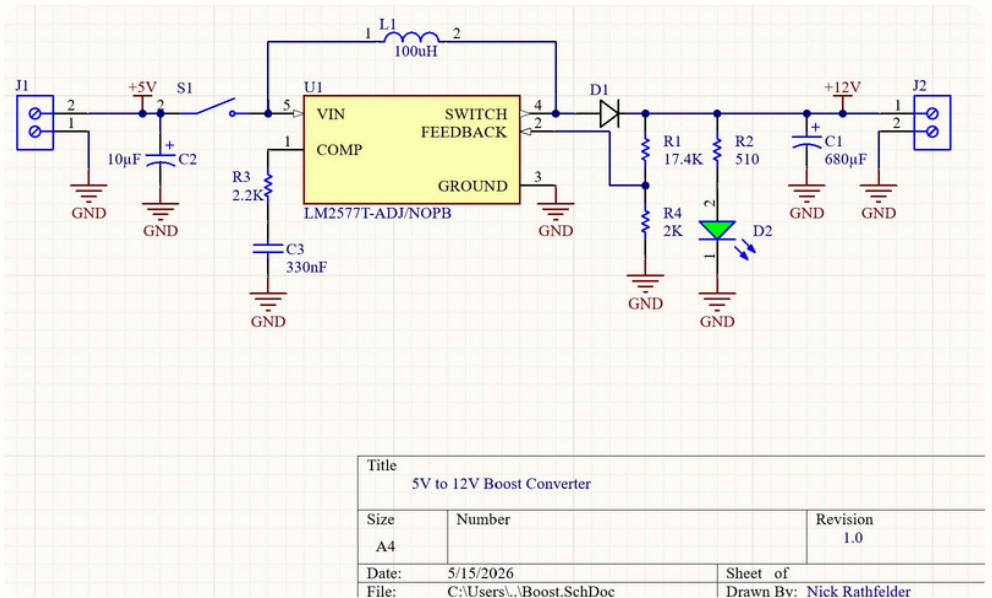 L1
1 2
100uH
J1
2
1
+5V
2
S1
10µF
+
C2
GND
GND
U1
5
VIN
SWITCH
4
FEEDBACK
2
1
COMP
GROUND
3
LM2577T-ADJ/NOPB
R3
2.2K
C3
330nF
GND
GND
D1
R1
17.4K
R4
2K
GND
R2
510
2
D2
1
GND
+
C1
680µF
GND
+12V
J2
1
2
GND
Title
5V to 12V Boost Converter
Size
A4
Number
Revision
1.0
Date: 5/15/2026 Sheet of
File: C:\Users\..\Boost.SchDoc Drawn By: Nick Rathfelder